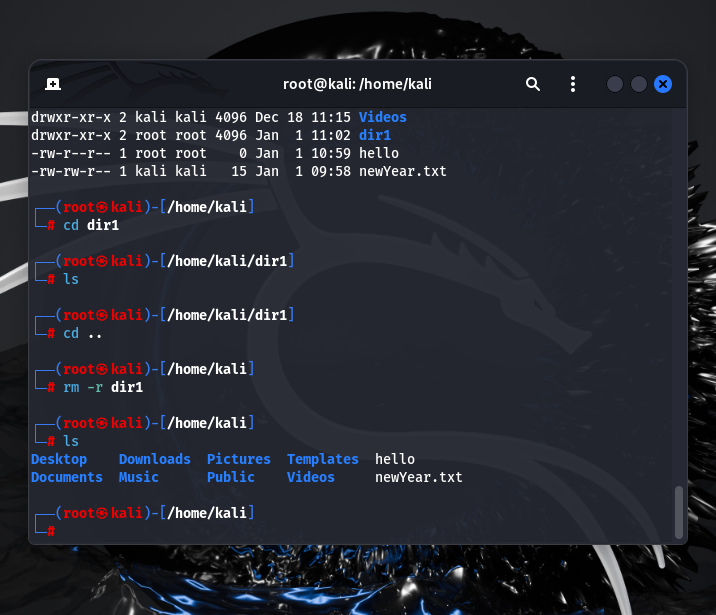 root@kali: /home/kali
drwxr-xr-x 2 kali kali 4096 Dec 18 11:15 Videos
drwxr-xr-x 2 root root 4096 Jan  1 11:02 dir1
-rw-r--r-- 1 root root    0 Jan  1 10:59 hello
-rw-rw-r-- 1 kali kali   15 Jan  1 09:58 newYear.txt
┌──(root㉿kali)-[/home/kali]
└─# cd dir1
┌──(root㉿kali)-[/home/kali/dir1]
└─# ls
┌──(root㉿kali)-[/home/kali/dir1]
└─# cd ..
┌──(root㉿kali)-[/home/kali]
└─# rm -r dir1
┌──(root㉿kali)-[/home/kali]
└─# ls
Desktop    Downloads  Pictures  Templates  hello
Documents  Music      Public    Videos     newYear.txt
┌──(root㉿kali)-[/home/kali]
└─#